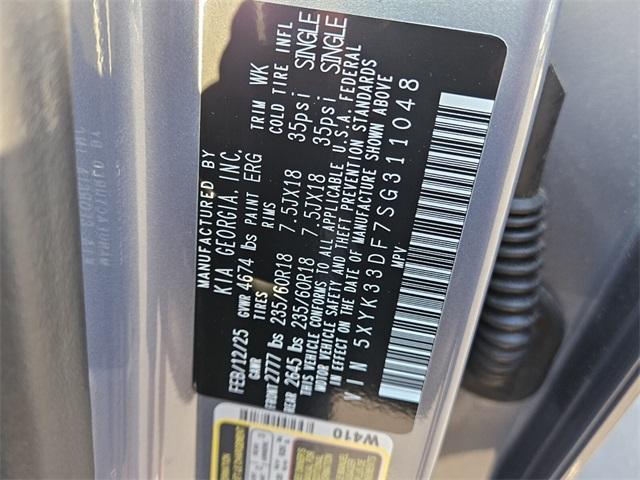 MANUFACTURED BY
KIA GEORGIA, INC.
FEB/12/25 GVWR 4674 lbs PAINT ERG TRIM WK
GAWR TIRES RIMS COLD TIRE INFL
FRONT 2777 lbs 235/60R18 7.5JX18 35psi SINGLE
REAR 2645 lbs 235/60R18 7.5JX18 35psi SINGLE
THIS VEHICLE CONFORMS TO ALL APPLICABLE U.S.A. FEDERAL
MOTOR VEHICLE SAFETY AND THEFT PREVENTION STANDARDS
IN EFFECT ON THE DATE OF MANUFACTURE SHOWN ABOVE
VIN 5XYK33DF7SG311048
MPV
W410